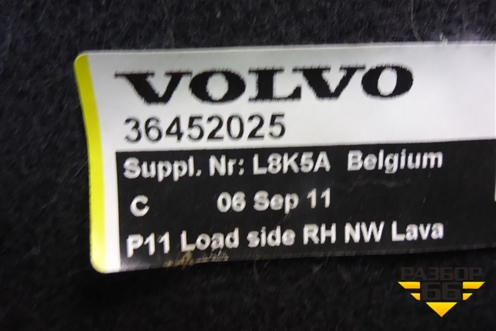 VOLVO
36452025
Suppl. Nr: L8K5A Belgium
C 06 Sep 11
P11 Load side RH NW Lava
РАЗБОР
66